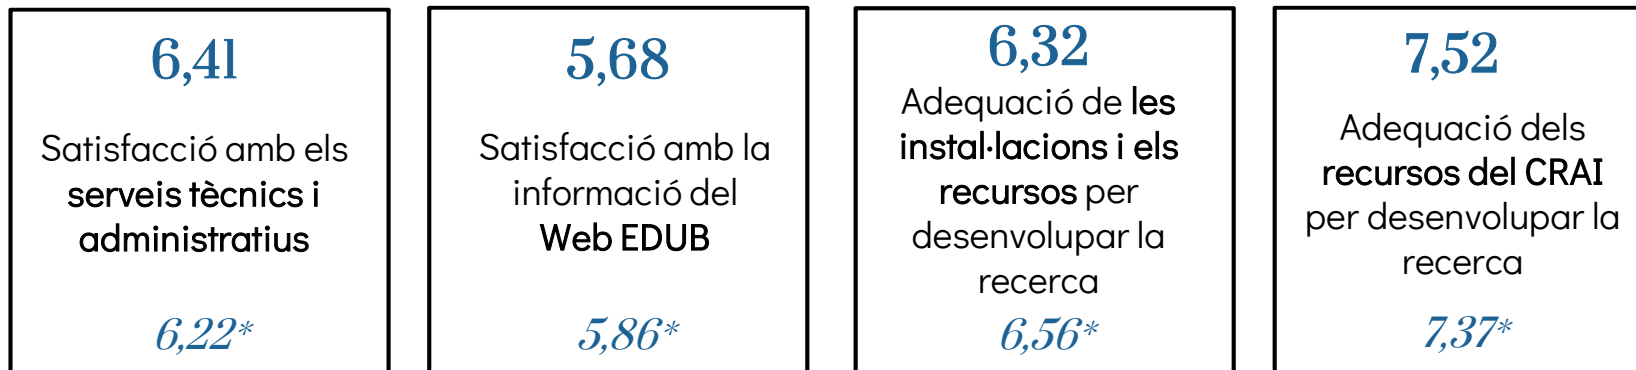 6,41
Satisfacció amb els
serveis tècnics i
administratius
6,22*
5,68
Satisfacció amb la
informació del
Web EDUB
5,86*
6,32
Adequació de les
instal·lacions i els
recursos per
desenvolupar la
recerca
6,56*
7,52
Adequació dels
recursos del CRAI
per desenvolupar la
recerca
7,37*